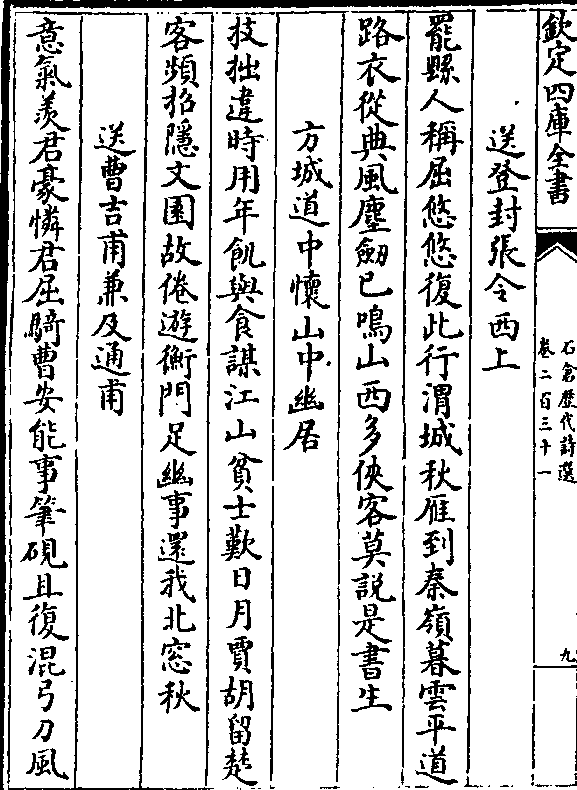 欽定四庫全書
石倉歷代詩選
卷二百三十一
九
送登封張令西上
罷縣人稱屈悠悠復此行渭城秋雁到秦嶺暮雲平道
路衣從典風塵劔已鳴山西多俠客莫説是書生
方城道中懷山中幽居
技拙違時用年飢與食謀江山貧士歎日月賈胡留楚
客頻招隱文園故倦遊衡門足幽事還我北窓秋
送曹吉甫兼及通甫
意氣羨君豪憐君屈騎曹安能事筆硯且復混弓刀風